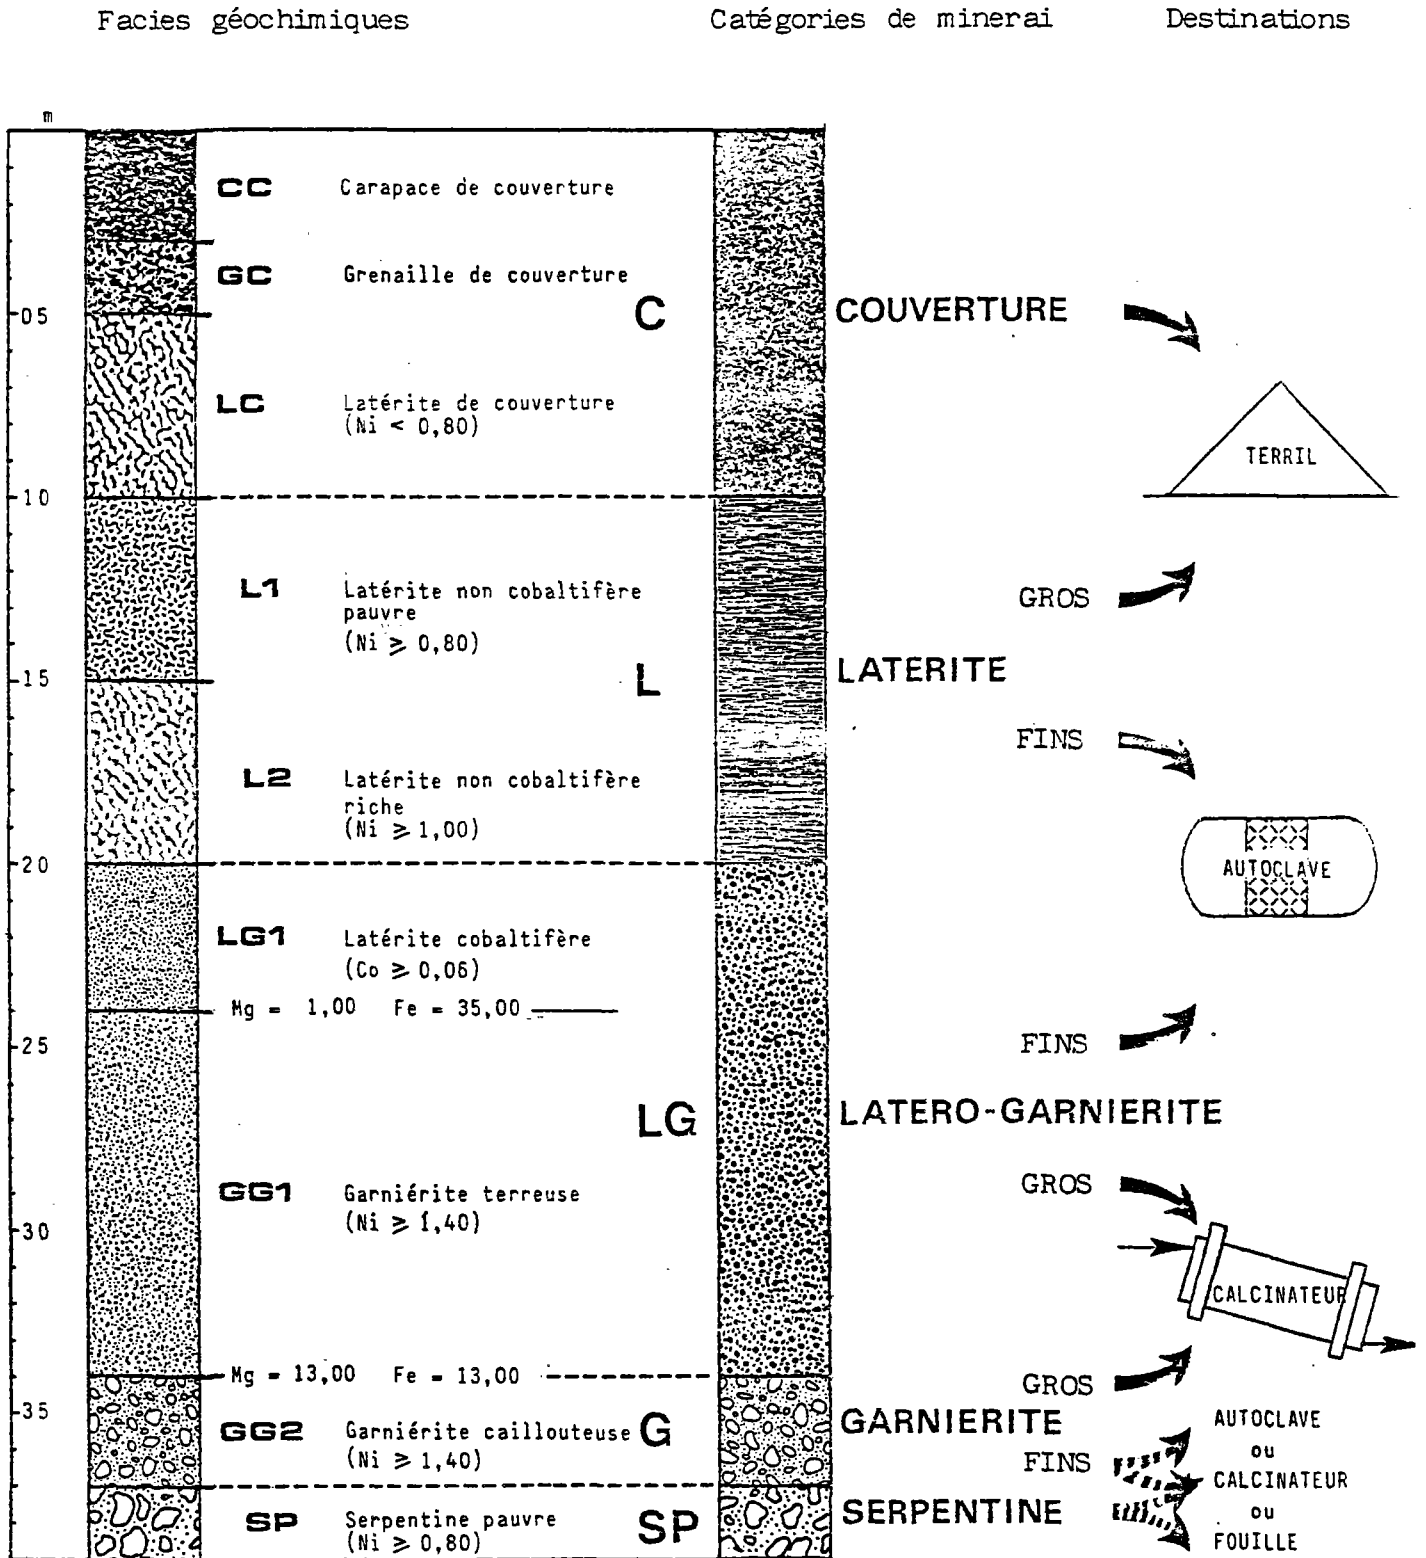 Facies géochimiques Catégories de minerai Destinations
m
CC Carapace de couverture
GC Grenaille de couverture
05 C COUVERTURE
LC Latérite de couverture
(Ni < 0,80)
TERRIL
10
L1 Latérite non cobaltifère
pauvre
(Ni ⩾ 0,80)
GROS
15 L LATERITE
FINS
L2 Latérite non cobaltifère
riche
(Ni ⩾ 1,00)
20
AUTOCLAVE
LG1 Latérite cobaltifère
(Co ⩾ 0,06)
Mg = 1,00 Fe = 35,00
25
FINS
LG LATERO-GARNIERITE
GG1 Garniérite terreuse
(Ni ⩾ 1,40)
GROS
30
CALCINATEUR
Mg = 13,00 Fe = 13,00
GROS
35
GG2 Garniérite caillouteuse G GARNIERITE
(Ni ⩾ 1,40)
FINS
AUTOCLAVE
ou
CALCINATEUR
ou
FOUILLE
SP Serpentine pauvre SP SERPENTINE
(Ni ⩾ 0,80)